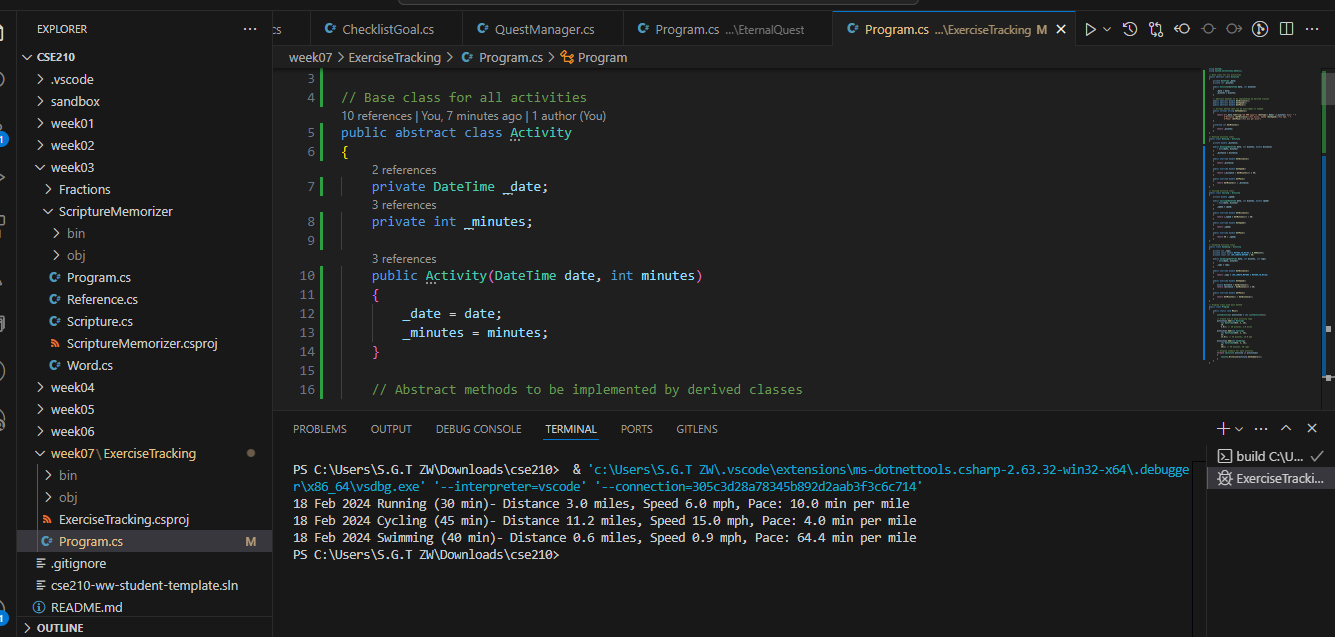 EXPLORER
CSE210
.vscode
sandbox
week01
week02
week03
Fractions
ScriptureMemorizer
bin
obj
Program.cs
Reference.cs
Scripture.cs
ScriptureMemorizer.csproj
Word.cs
week04
week05
week06
week07\ExerciseTracking
bin
obj
ExerciseTracking.csproj
Program.cs M
.gitignore
cse210-ww-student-template.sln
README.md
OUTLINE
cs ChecklistGoal.cs QuestManager.cs Program.cs ...\EternalQuest Program.cs ...\ExerciseTracking M
week07 > ExerciseTracking > Program.cs > Program
3
4 // Base class for all activities
10 references | You, 7 minutes ago | 1 author (You)
5 public abstract class Activity
6 {
2 references
7 private DateTime _date;
3 references
8 private int _minutes;
9
3 references
10 public Activity(DateTime date, int minutes)
11 {
12 _date = date;
13 _minutes = minutes;
14 }
15
16 // Abstract methods to be implemented by derived classes
PROBLEMS OUTPUT DEBUG CONSOLE TERMINAL PORTS GITLENS
PS C:\Users\S.G.T ZW\Downloads\cse210> & 'c:\Users\S.G.T ZW\.vscode\extensions\ms-dotnettools.csharp-2.63.32-win32-x64\.debugge
r\x86_64\vsdbg.exe' '--interpreter=vscode' '--connection=305c3d28a78345b892d2aab3f3c6c714'
18 Feb 2024 Running (30 min)- Distance 3.0 miles, Speed 6.0 mph, Pace: 10.0 min per mile
18 Feb 2024 Cycling (45 min)- Distance 11.2 miles, Speed 15.0 mph, Pace: 4.0 min per mile
18 Feb 2024 Swimming (40 min)- Distance 0.6 miles, Speed 0.9 mph, Pace: 64.4 min per mile
PS C:\Users\S.G.T ZW\Downloads\cse210>
build C:\U...
ExerciseTracki...